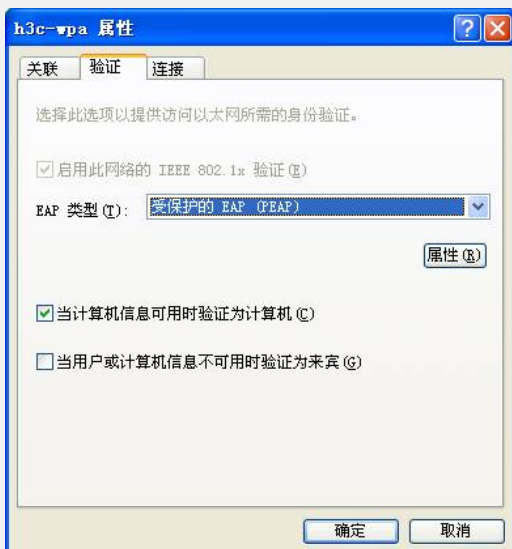 h3c-wpa 属性
关联 验证 连接
选择此选项以提供访问以太网所需的身份验证。
启用此网络的 IEEE 802.1x 验证(E)
EAP 类型(T): 受保护的 EAP (PEAP)
属性(R)
当计算机信息可用时验证为计算机(C)
当用户或计算机信息不可用时验证为来宾(G)
确定 取消